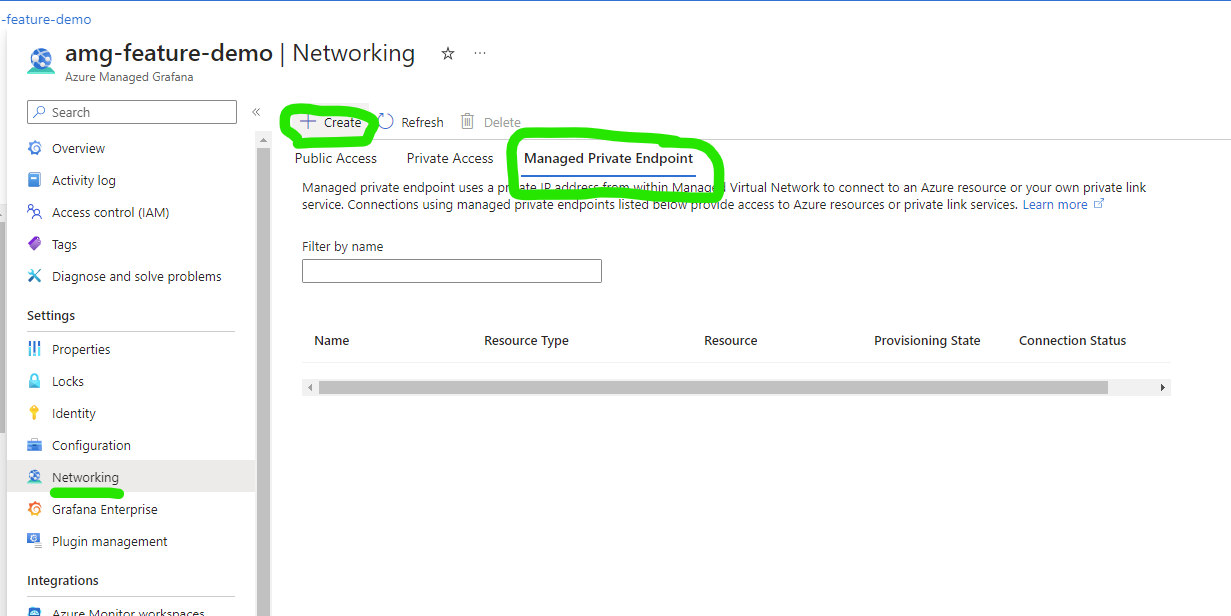 -feature-demo
amg-feature-demo | Networking
Azure Managed Grafana
Search
Create Refresh Delete
Overview
Activity log
Access control (IAM)
Tags
Diagnose and solve problems
Settings
Properties
Locks
Identity
Configuration
Networking
Grafana Enterprise
Plugin management
Integrations
Azure Monitor workspaces
Public Access Private Access Managed Private Endpoint
Managed private endpoint uses a private IP address from within Managed Virtual Network to connect to an Azure resource or your own private link
service. Connections using managed private endpoints listed below provide access to Azure resources or private link services. Learn more
Filter by name
Name Resource Type Resource Provisioning State Connection Status